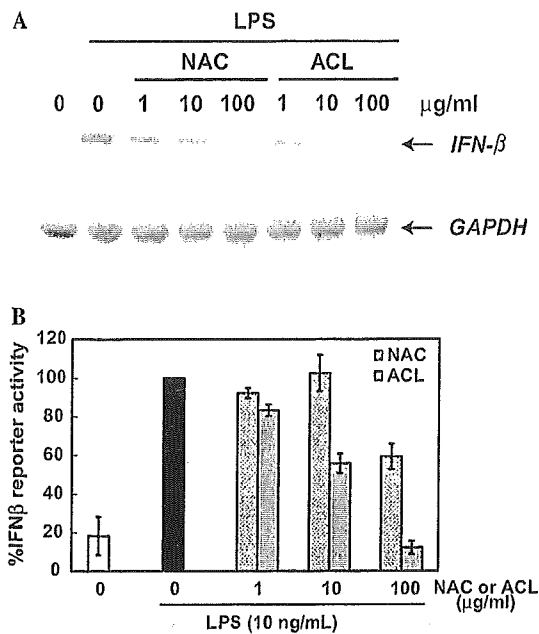 A
LPS
NAC ACL
0 0 1 10 100 1 10 100 μg/ml
IFN-β
GAPDH
B
120
100
80
60
40
20
0
%IFNβ reporter activity
NAC
ACL
0 0 1 10 100 NAC or ACL
(μg/ml)
LPS (10 ng/mL)